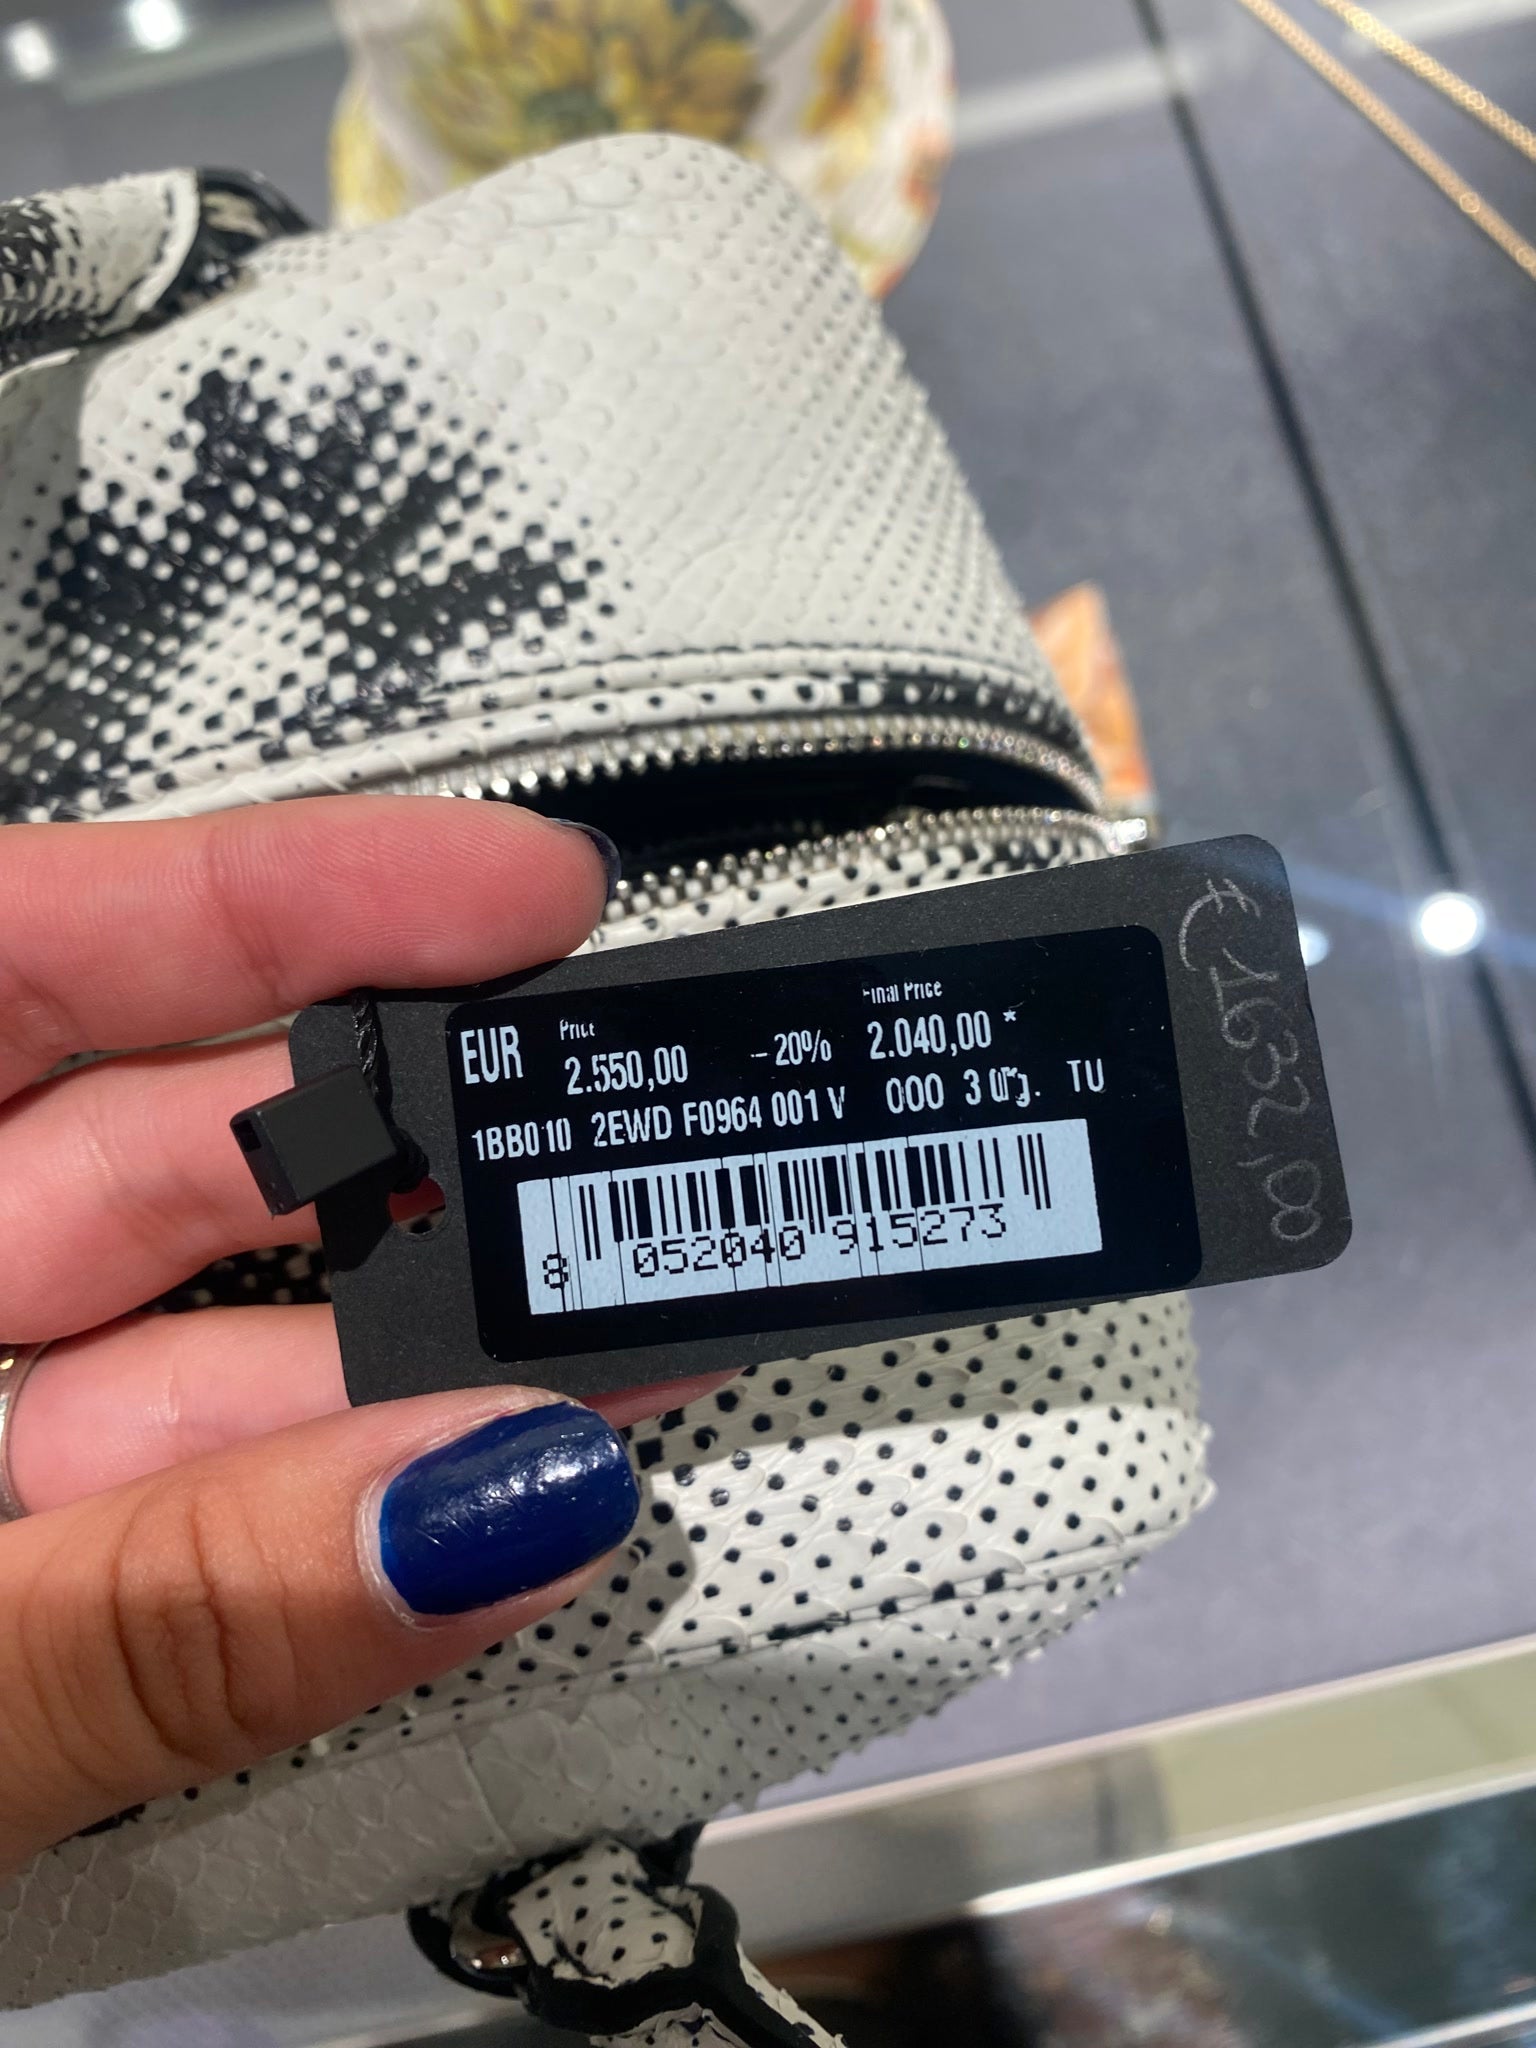 EUR Price Final Price
2.550,00 -20% 2.040,00 *
1BB010 2EWD F0964 001 V 000 3 TU
8 052040 915273
€ 1632,00